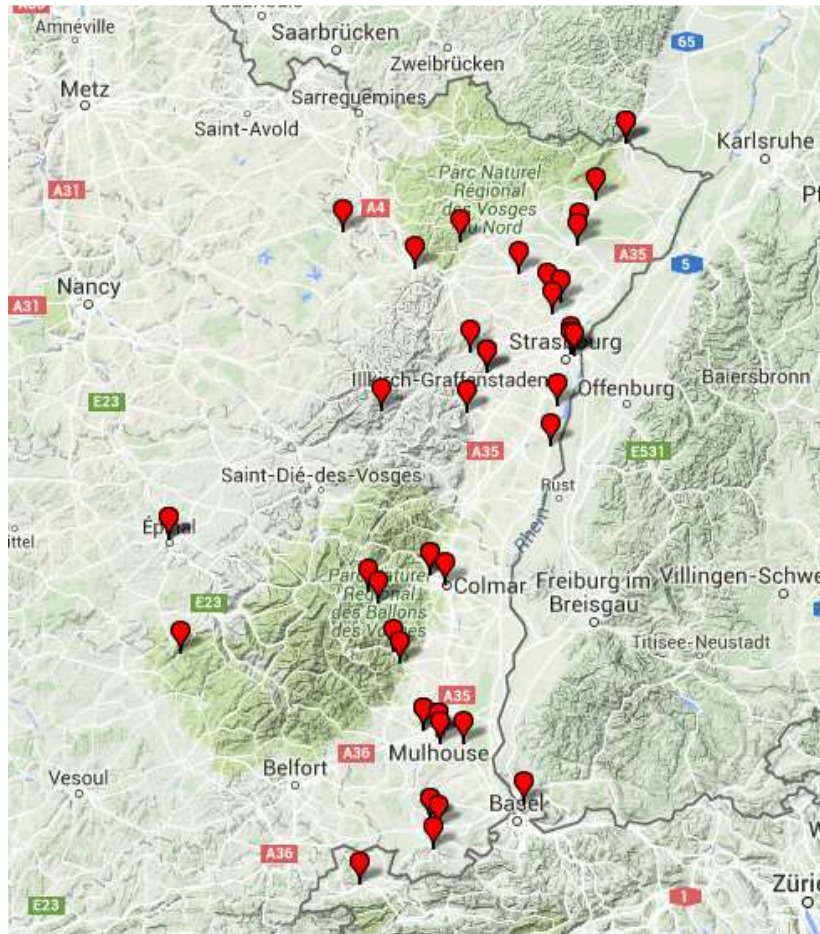 Amnéville
Saarbrücken
65
Zweibrücken
Metz
Sarreguemines
Saint-Avold
Karlsruhe
A31
A4
Parc Naturel
Régional
des Vosges
du Nord
A35
5
Nancy
A31
Strasbourg
Illkirch-Graffenstaden
Offenburg
Baiersbronn
E23
A35
E531
Saint-Dié-des-Vosges
Rust
Rhein
Épinal
ittel
Parc Naturel
Régional
des Ballons
des Vosges
Colmar
Freiburg im
Breisgau
Villingen-Schwe
E23
Titisee-Neustadt
A35
A36
Mulhouse
Belfort
Vesoul
Basel
A36
E23
1
Züri